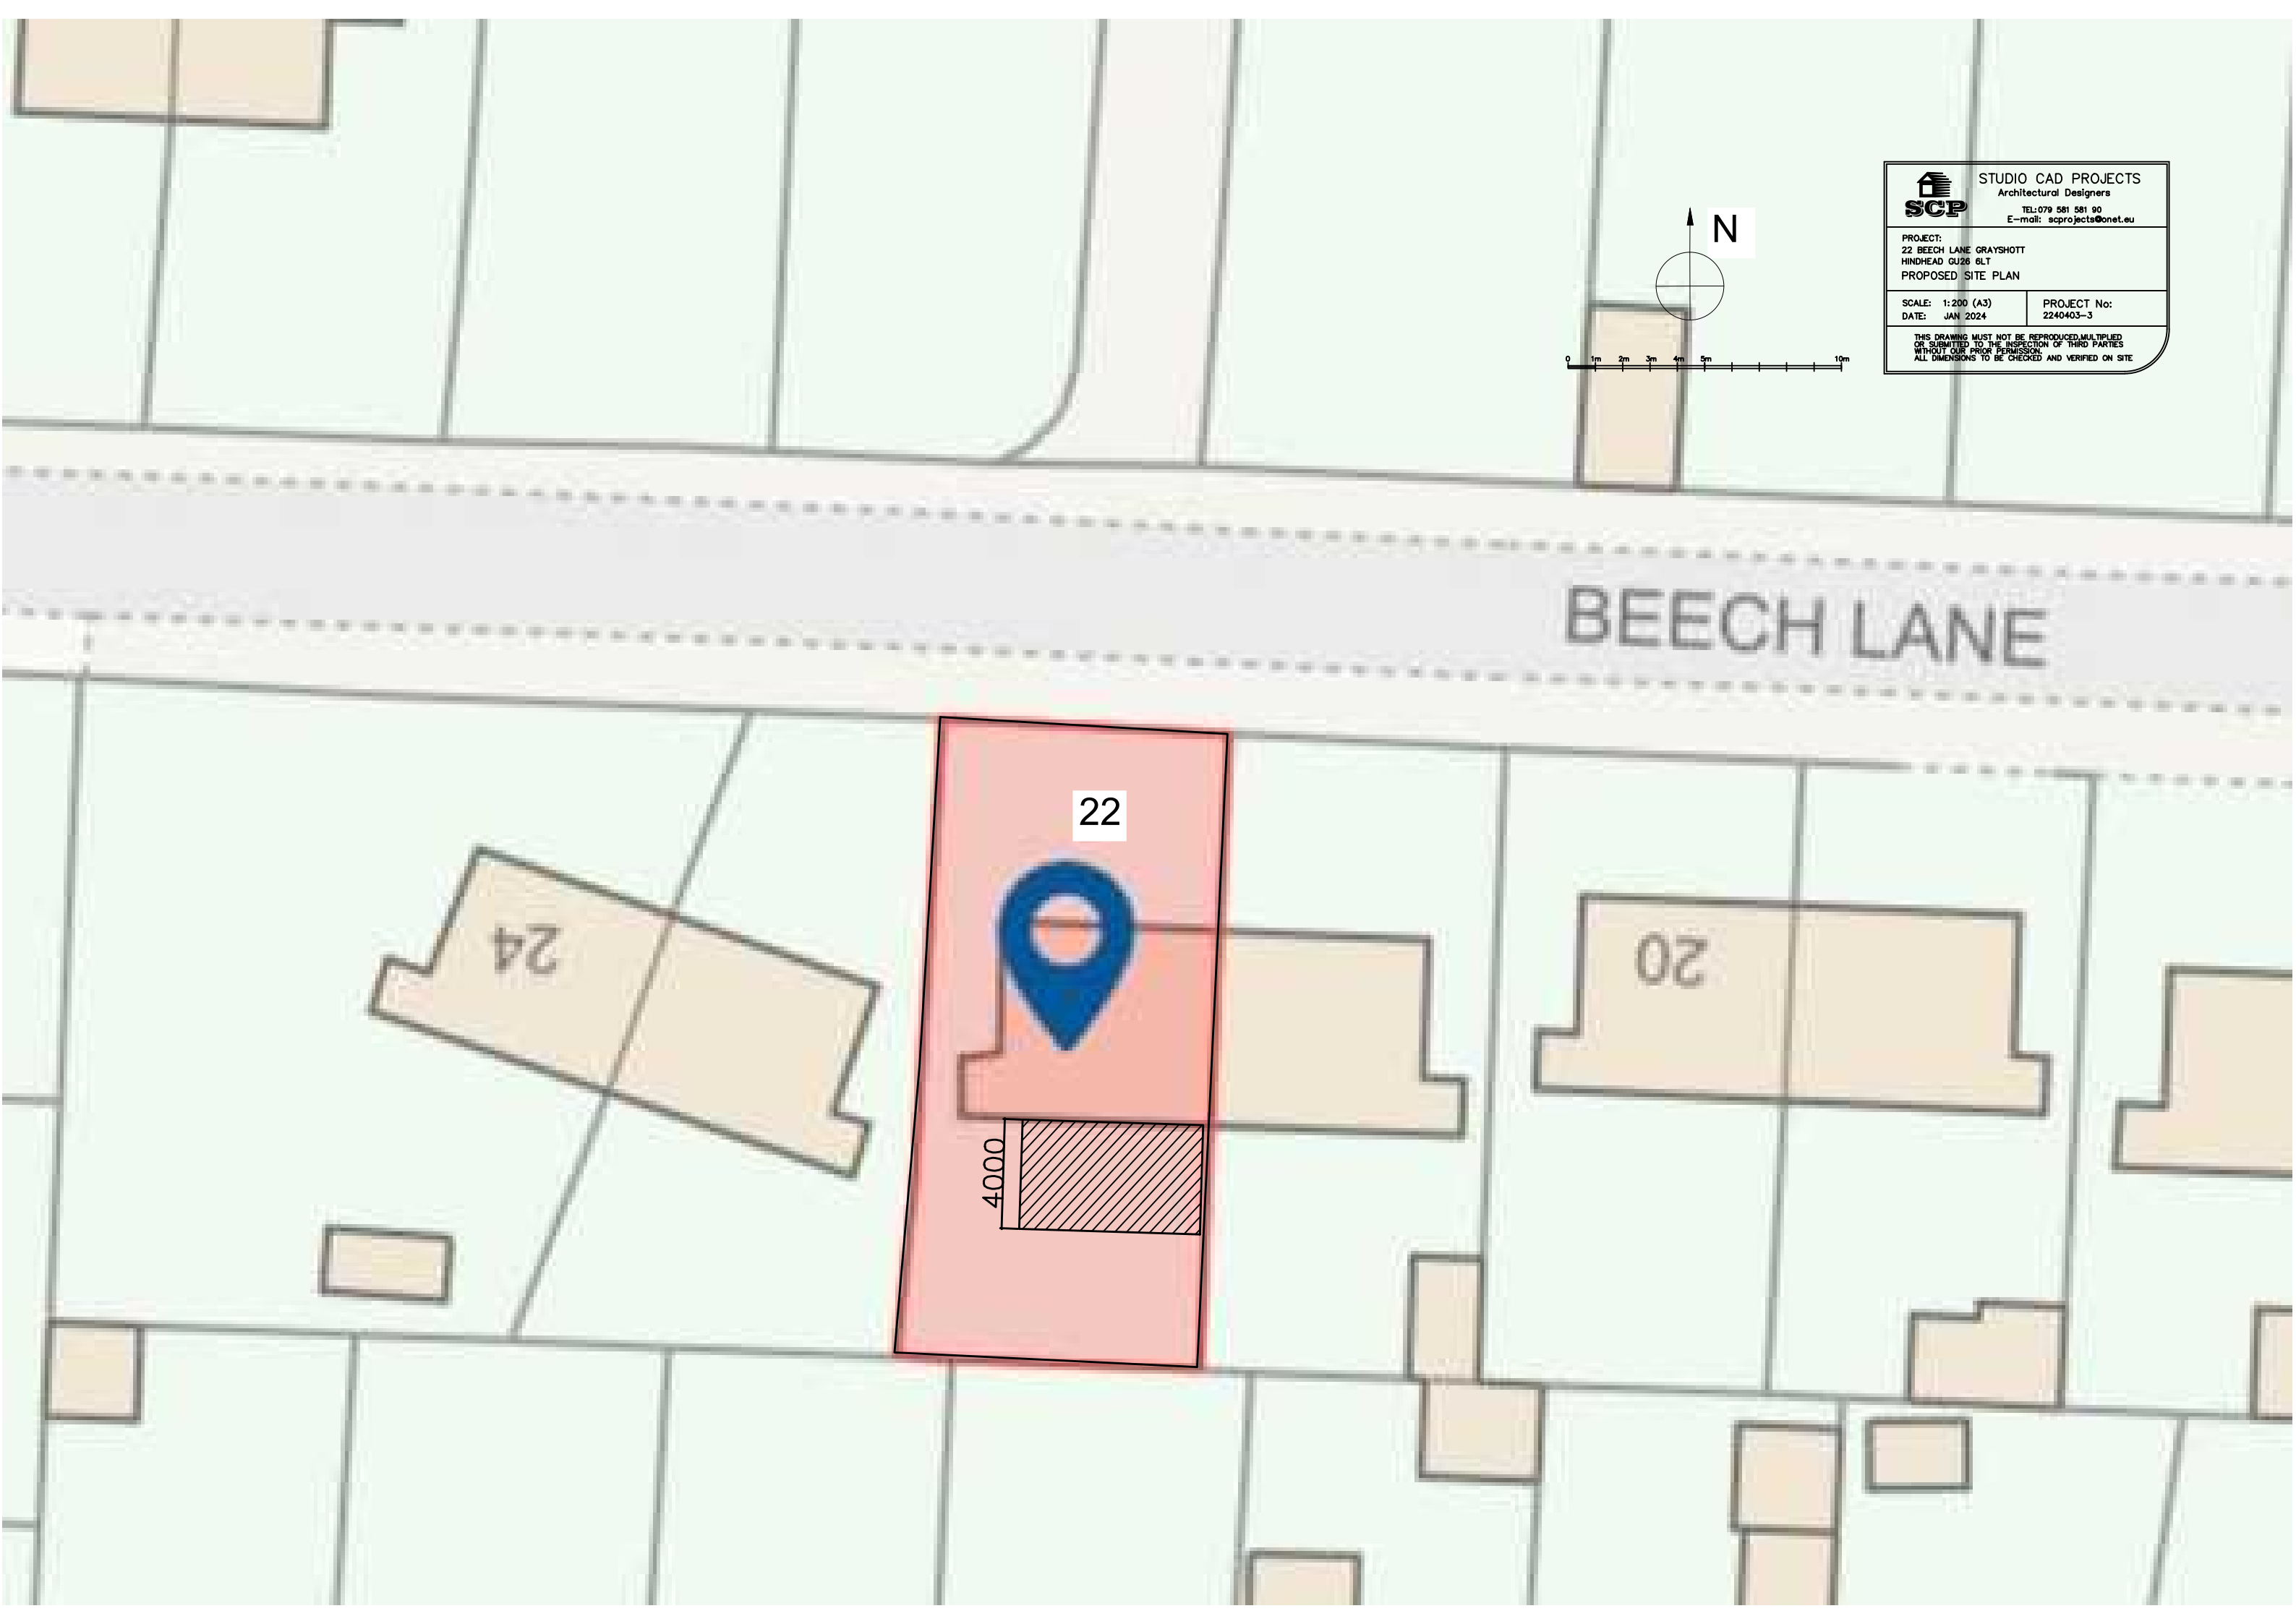 N
SCP
STUDIO CAD PROJECTS
Architectural Designers
TEL:079 581 581 90
E-mail: scprojects@onet.eu
PROJECT:
22 BEECH LANE GRAYSHOTT
HINDHEAD GU26 6LT
PROPOSED SITE PLAN
SCALE: 1:200 (A3)
DATE: JAN 2024
PROJECT No:
2240403-3
THIS DRAWING MUST NOT BE REPRODUCED,MULTIPLIED
OR SUBMITTED TO THE INSPECTION OF THIRD PARTIES
WITHOUT OUR PRIOR PERMISSION.
ALL DIMENSIONS TO BE CHECKED AND VERIFIED ON SITE
0 1m 2m 3m 4m 5m 10m
BEECH LANE
22
24
20
4000